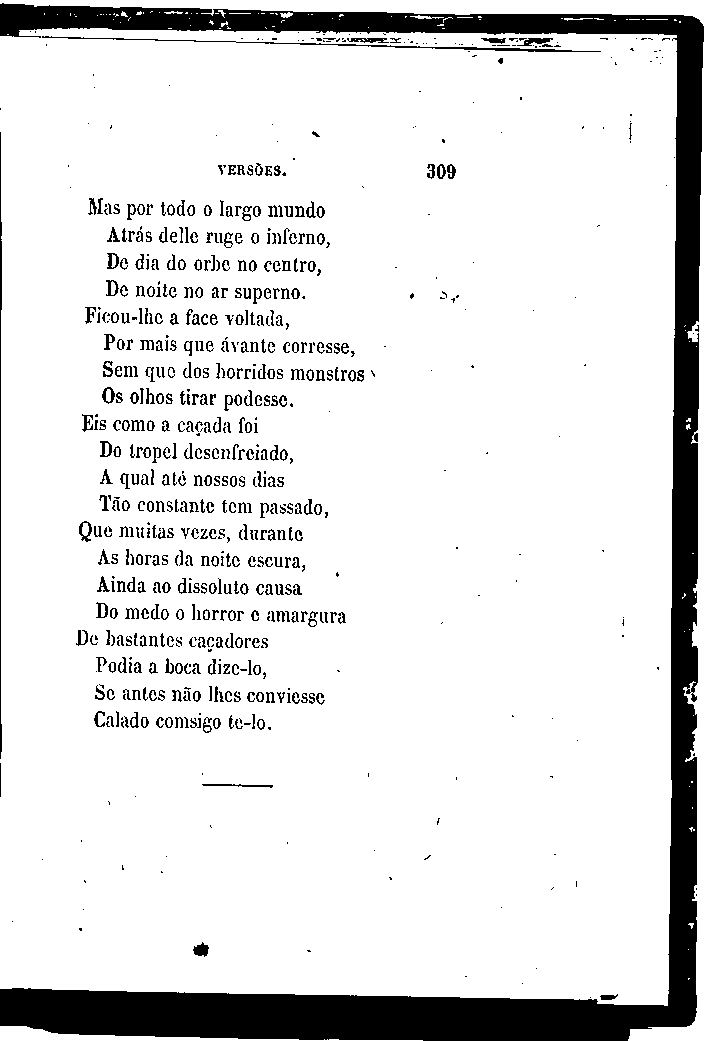 VERSÕES. 309
Mas por todo o largo mundo
Atrás delle ruge o inferno,
De dia do orbe no centro,
De noite no ar superno.
Ficou-lhe a face voltada,
Por mais que ávante corresse,
Sem que dos horridos monstros
Os olhos tirar podesse.
Eis como a caçada foi
Do tropel desenfreiado,
A qual até nossos dias
Tão constante tem passado,
Que muitas vezes, durante
As horas da noite escura,
Ainda ao dissoluto causa
Do medo o horror e amargura
De bastantes caçadores
Podia a boca dize-lo,
Se antes não lhes conviesse
Calado comsigo te-lo.